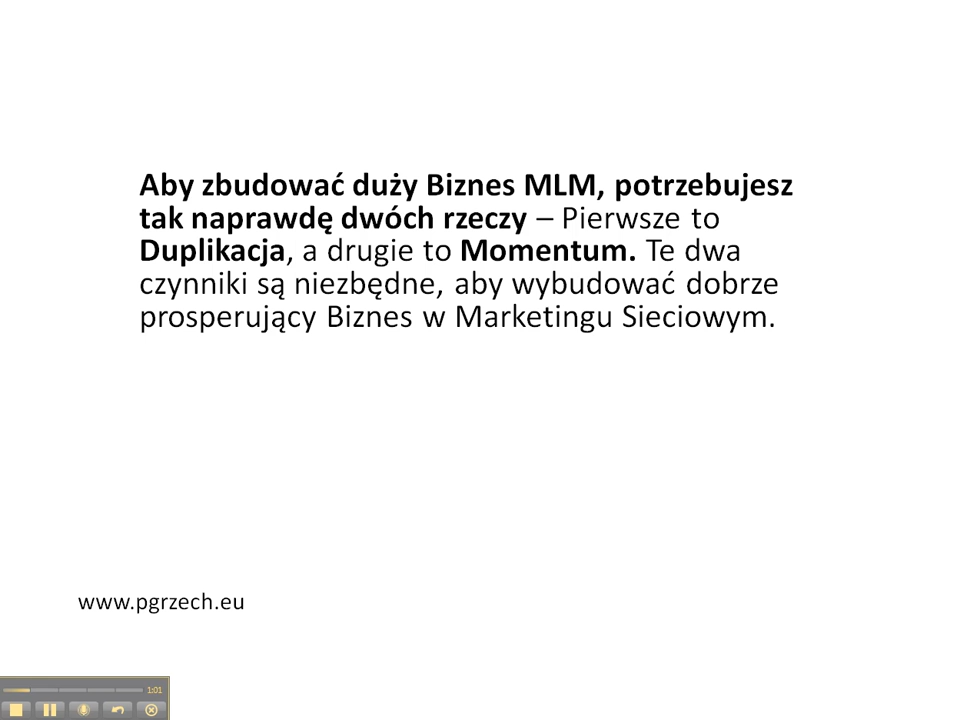 Aby zbudować duży Biznes MLM, potrzebujesz
tak naprawdę dwóch rzeczy – Pierwsze to
Duplikacja, a drugie to Momentum. Te dwa
czynniki są niezbędne, aby wybudować dobrze
prosperujący Biznes w Marketingu Sieciowym.
www.pgrzech.eu
1:01